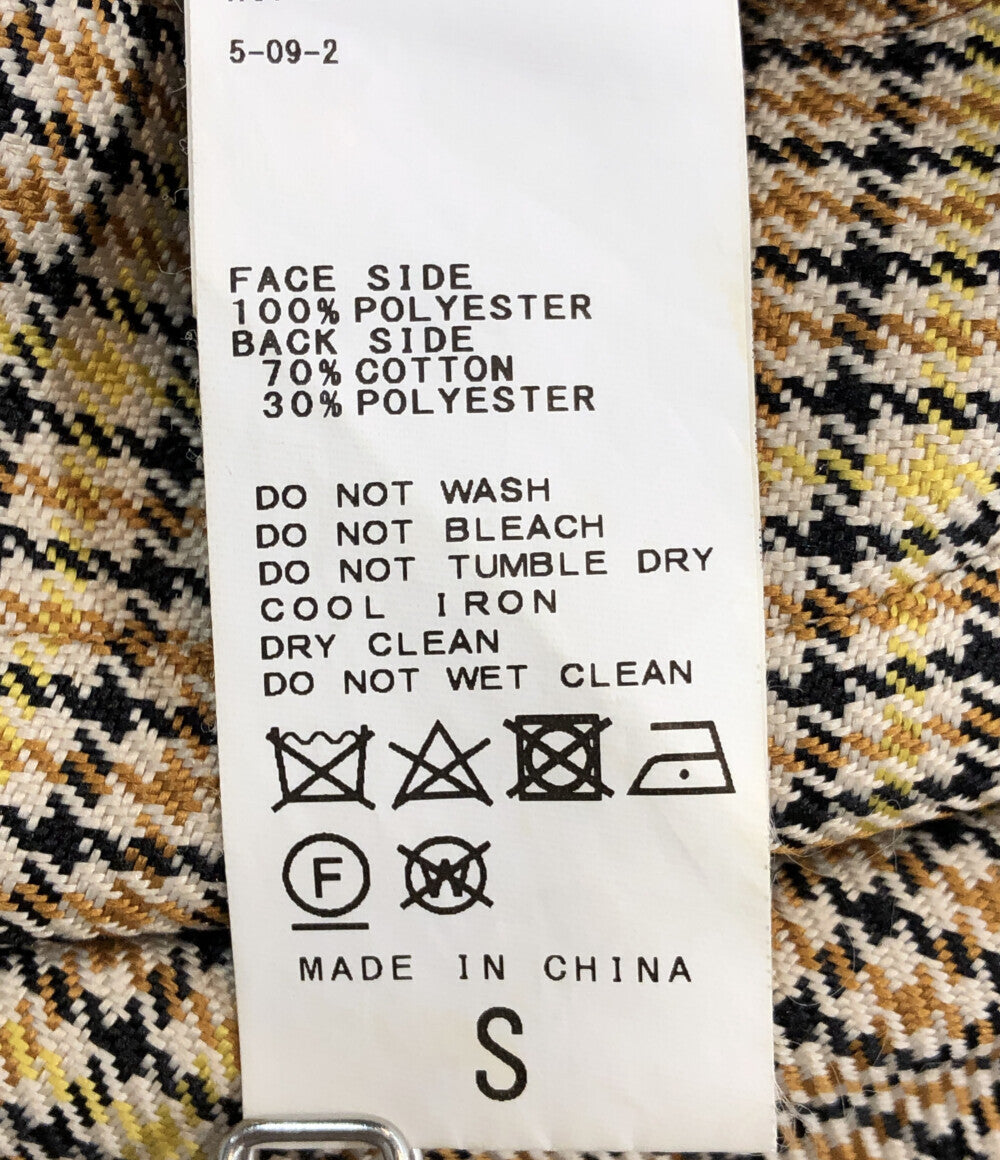 5-09-2
FACE SIDE
100% POLYESTER
BACK SIDE
70% COTTON
30% POLYESTER
DO NOT WASH
DO NOT BLEACH
DO NOT TUMBLE DRY
COOL IRON
DRY CLEAN
DO NOT WET CLEAN
F W
MADE IN CHINA
S